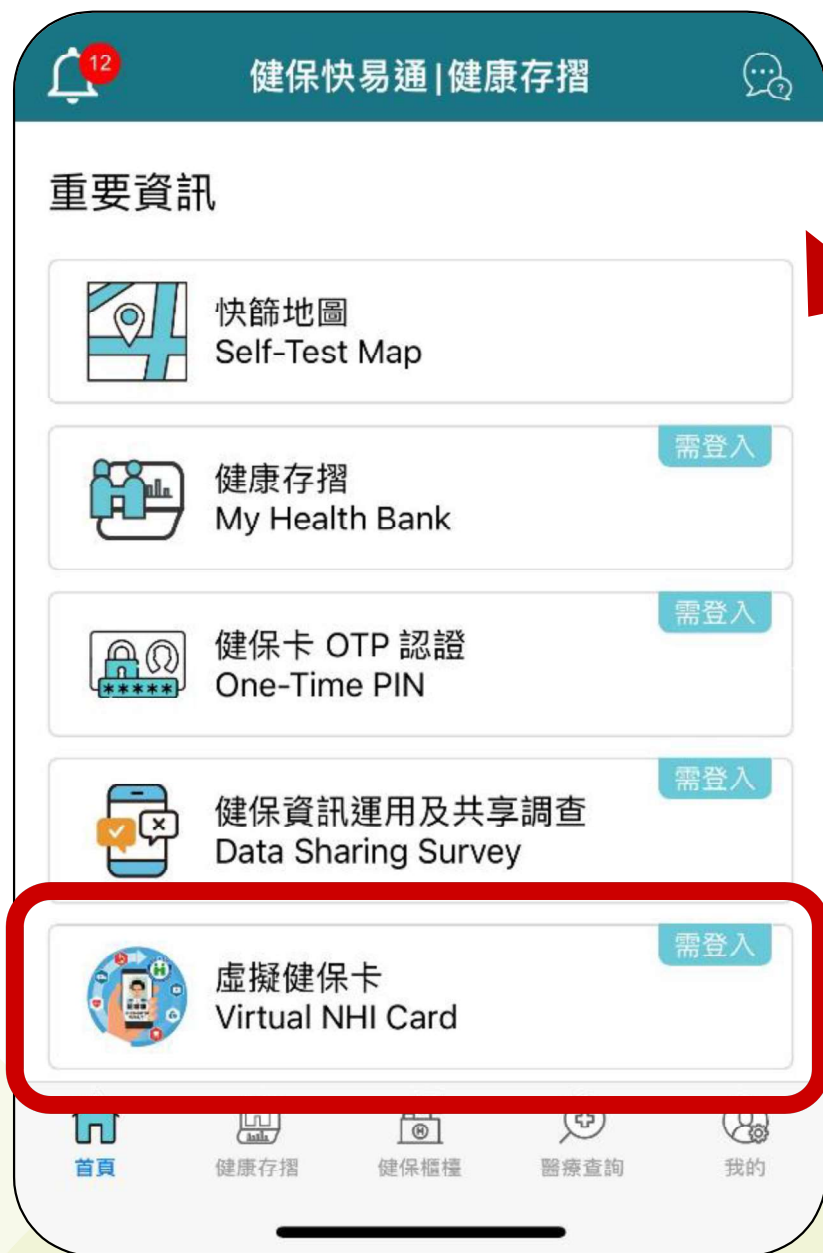 12
健保快易通|健康存摺
重要資訊
快篩地圖
Self-Test Map
需登入
健康存摺
My Health Bank
需登入
健保卡 OTP 認證
One-Time PIN
*****
需登入
健保資訊運用及共享調查
Data Sharing Survey
需登入
虛擬健保卡
Virtual NHI Card
首頁
健康存摺
健保櫃檯
醫療查詢
我的